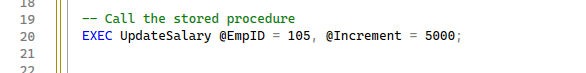 18
19 -- Call the stored procedure
20 EXEC UpdateSalary @EmpID = 105, @Increment = 5000;
21
22